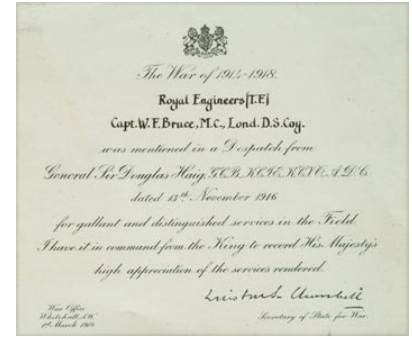 The War of 1914-1918.
Royal Engineers [T.F.]
Capt. W. F. Bruce, M.C., Lond. D.S. Coy.
was mentioned in a Despatch from
General Sir Douglas Haig, G.C.B., K.C.I.E., K.C.V.O., A.D.C.
dated 13th November 1916
for gallant and distinguished services in the Field.
I have it in command from the King to record His Majesty's
high appreciation of the services rendered.
Winston S. Churchill
War Office
Whitehall, S.W.
1st March 1919.
Secretary of State for War.